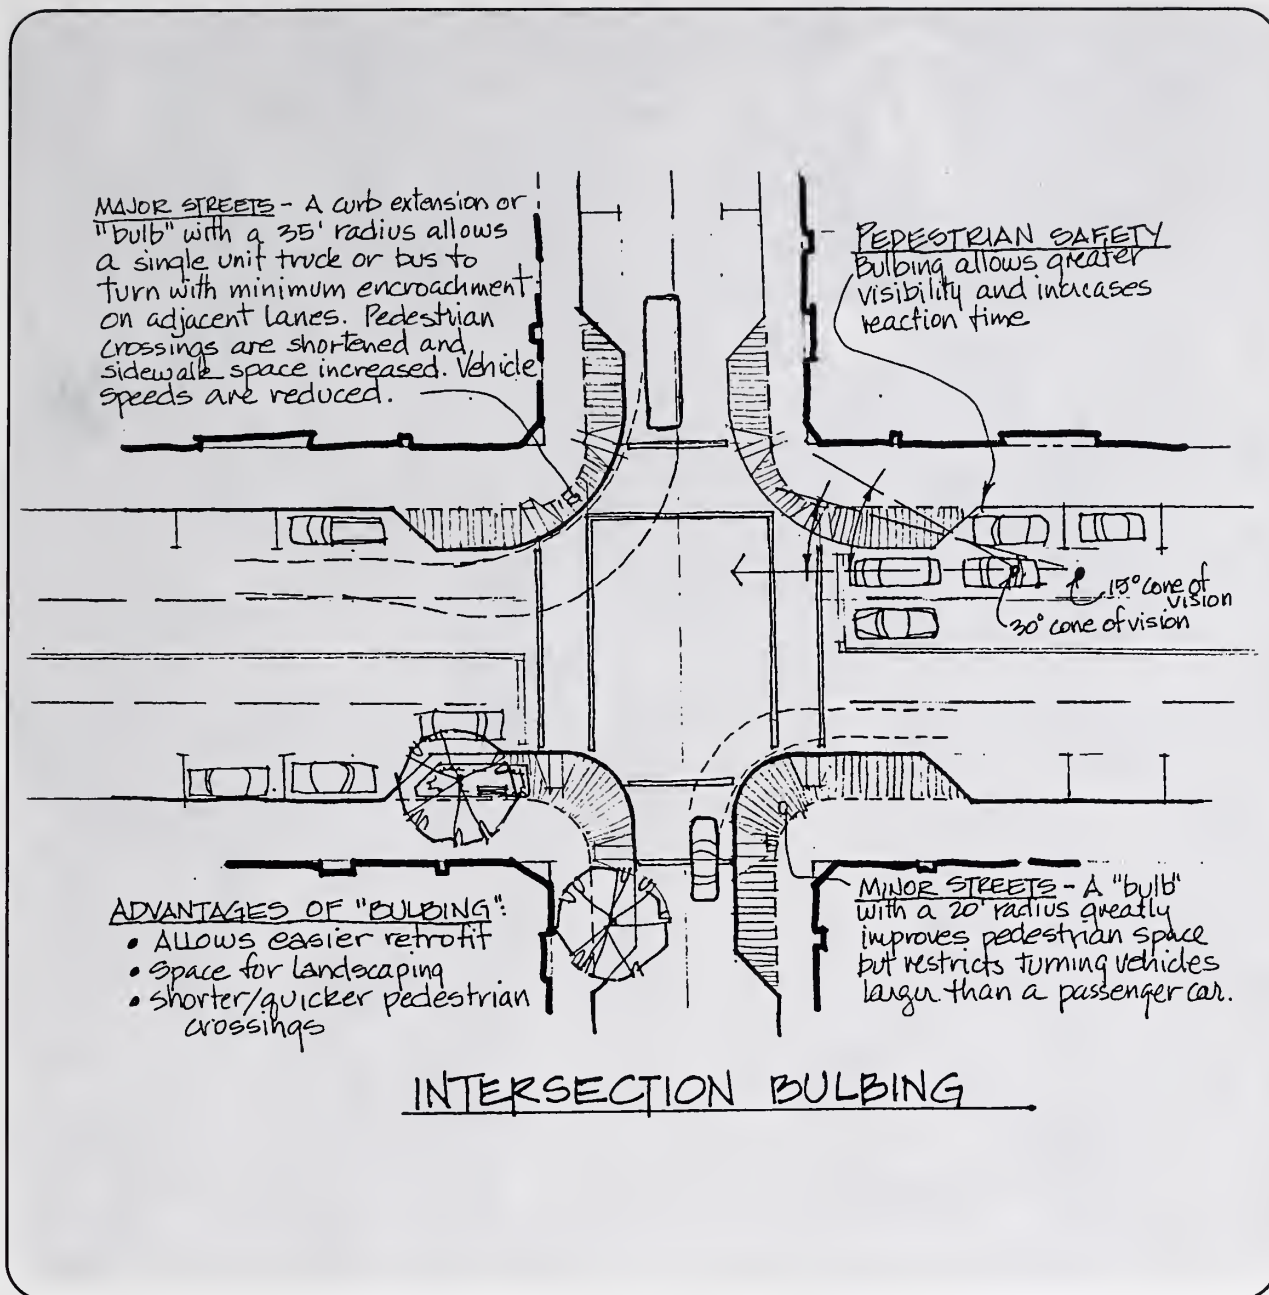 MAJOR STREETS - A curb extension or
"bulb" with a 35' radius allows
a single unit truck or bus to
turn with minimum encroachment
on adjacent lanes. Pedestrian
crossings are shortened and
sidewalk space increased. Vehicle
speeds are reduced.
PEDESTRIAN SAFETY
Bulbing allows greater
visibility and increases
reaction time
15° cone of
vision
30° cone of vision
ADVANTAGES OF "BULBING":
• Allows easier retrofit
• Space for landscaping
• Shorter/quicker pedestrian
crossings
MINOR STREETS - A "bulb"
with a 20' radius greatly
improves pedestrian space
but restricts turning vehicles
larger than a passenger car.
INTERSECTION BULBING